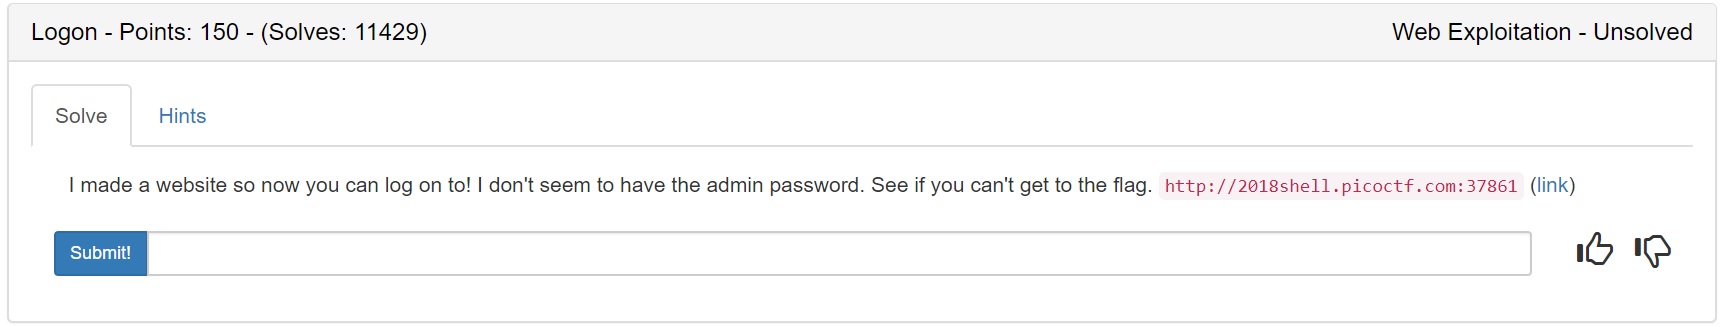 Logon - Points: 150 - (Solves: 11429) Web Exploitation - Unsolved
Solve Hints
I made a website so now you can log on to! I don't seem to have the admin password. See if you can't get to the flag. http://2018shell.picoctf.com:37861 (link)
Submit!